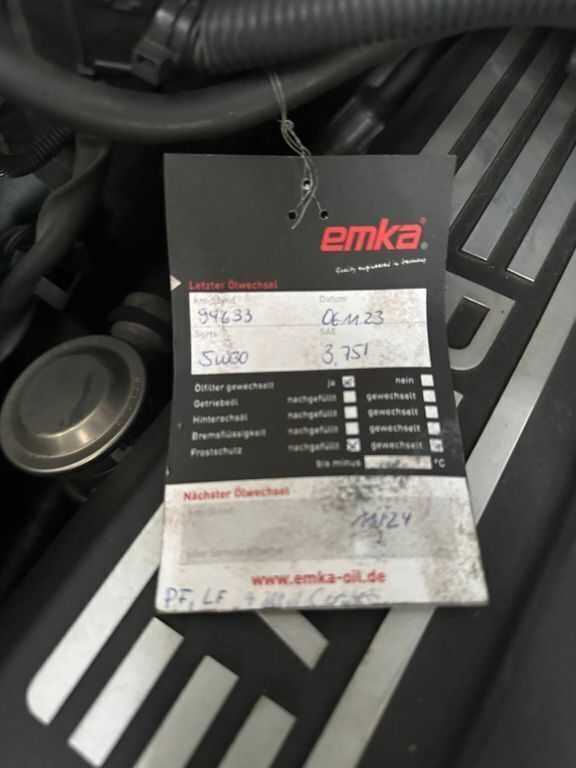 emka®
Quality engineered in Germany
Letzter Ölwechsel
km-Stand Datum
94633 06.11.23
Sorte SAE
5W30 3,75l
Ölfilter gewechselt ja nein
Getriebeöl nachgefüllt gewechselt
Hinterachsöl nachgefüllt gewechselt
Bremsflüssigkeit nachgefüllt gewechselt
Frostschutz nachgefüllt gewechselt
bis minus °C
Nächster Ölwechsel
11/24
www.emka-oil.de
PF, LF